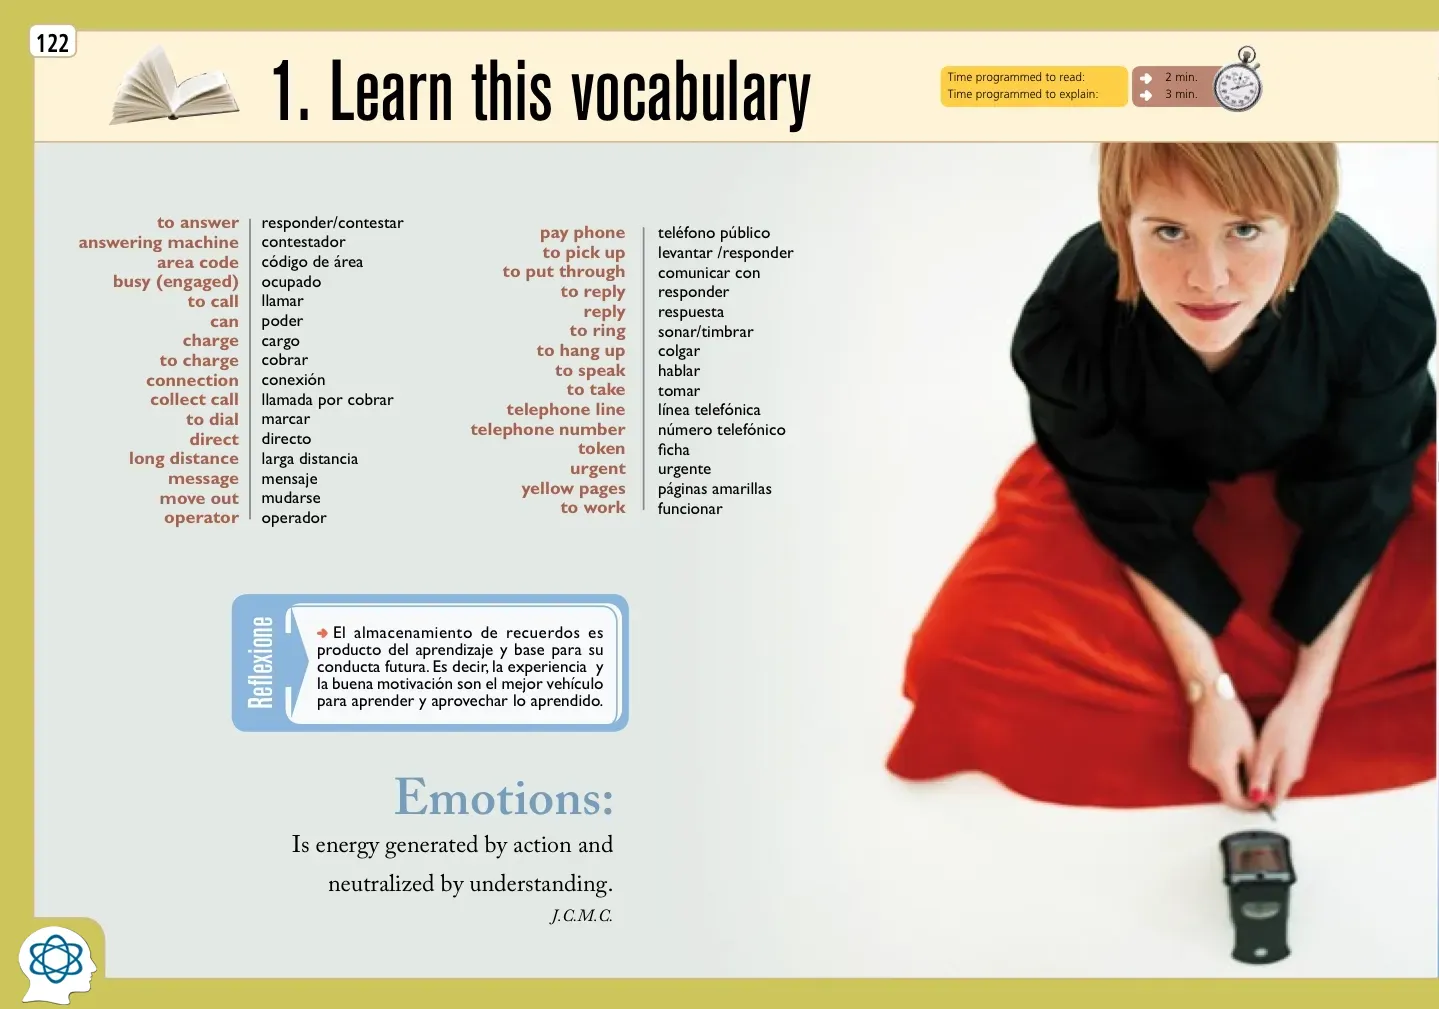 122
1. Learn this vocabulary
Time programmed to read: 2 min.
Time programmed to explain: 3 min.
to answer responder/contestar
answering machine contestador
area code código de área
busy (engaged) ocupado
to call llamar
can poder
charge cargo
to charge cobrar
connection conexión
collect call llamada por cobrar
to dial marcar
direct directo
long distance larga distancia
message mensaje
move out mudarse
operator operador
pay phone teléfono público
to pick up levantar /responder
to put through comunicar con
to reply responder
reply respuesta
to ring sonar/timbrar
to hang up colgar
to speak hablar
to take tomar
telephone line línea telefónica
telephone number número telefónico
token ficha
urgent urgente
yellow pages páginas amarillas
to work funcionar
Reflexione
El almacenamiento de recuerdos es
producto del aprendizaje y base para su
conducta futura. Es decir, la experiencia y
la buena motivación son el mejor vehículo
para aprender y aprovechar lo aprendido.
Emotions:
Is energy generated by action and
neutralized by understanding.
J.C.M.C.